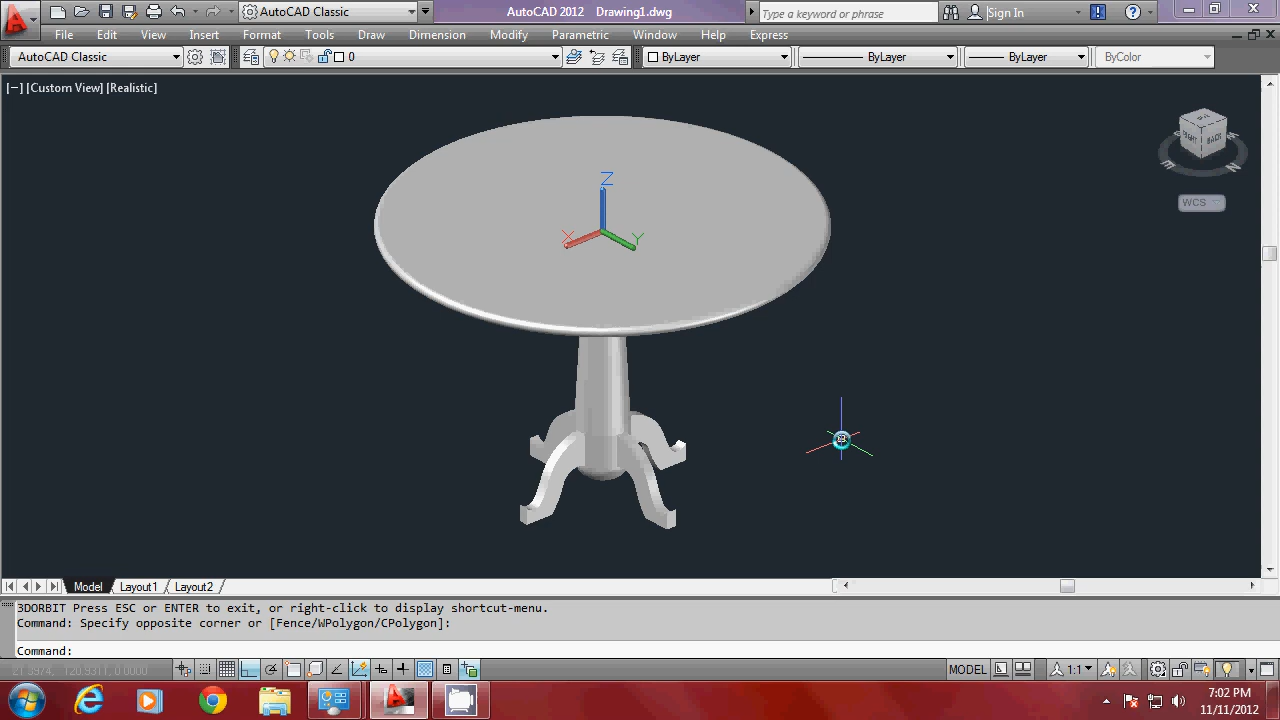 AutoCAD Classic
AutoCAD 2012 Drawing1.dwg
Type a keyword or phrase
Sign In
File Edit View Insert Format Tools Draw Dimension Modify Parametric Window Help Express
AutoCAD Classic
0
ByLayer
ByLayer
ByLayer
ByColor
[−] [Custom View] [Realistic]
BACK
E
N
WCS
Z
X
Y
Model Layout1 Layout2
3DORBIT Press ESC or ENTER to exit, or right-click to display shortcut-menu.
Command: Specify opposite corner or [Fence/WPolygon/CPolygon]:
Command:
MODEL
1:1
7:02 PM
11/11/2012